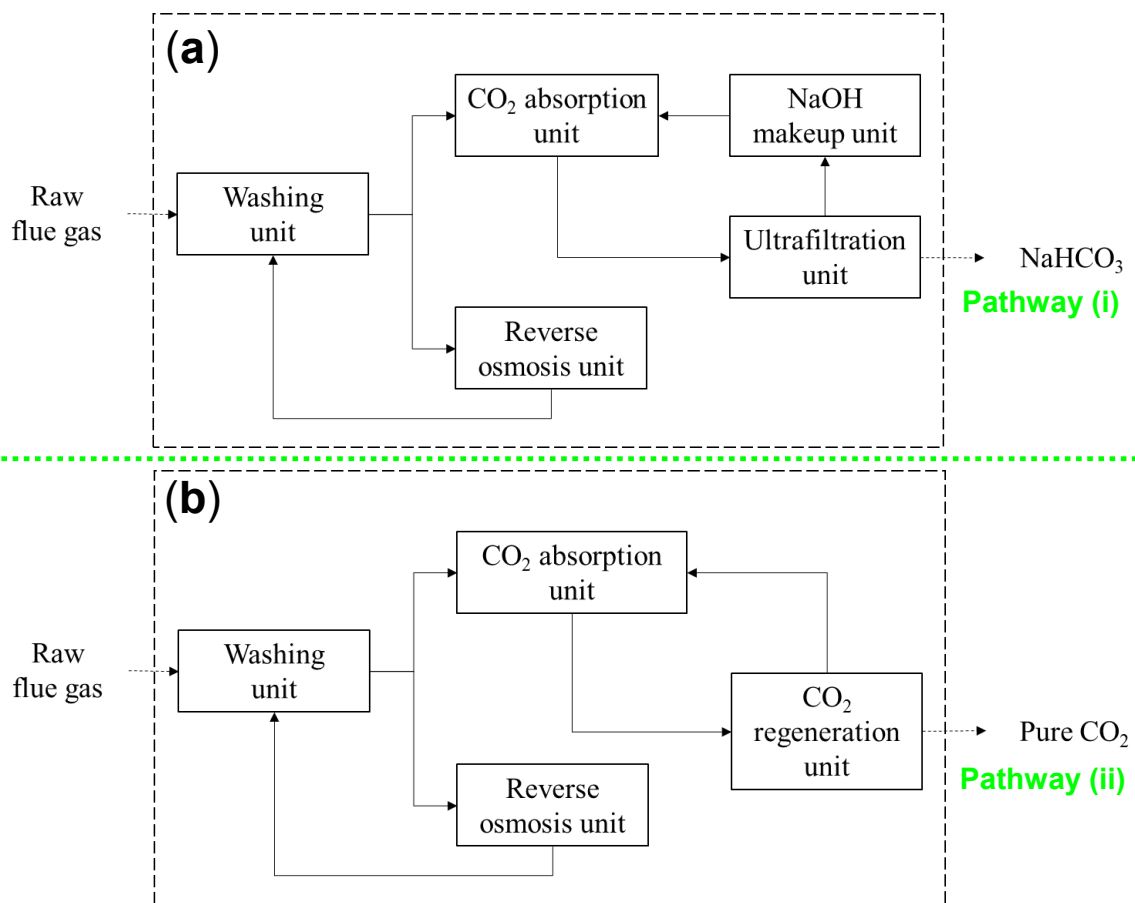 (a)
CO₂ absorption
unit
NaOH
makeup unit
Raw
flue gas
Washing
unit
Ultrafiltration
unit
NaHCO₃
Pathway (i)
Reverse
osmosis unit
(b)
CO₂ absorption
unit
Raw
flue gas
Washing
unit
CO₂
regeneration
unit
Pure CO₂
Pathway (ii)
Reverse
osmosis unit